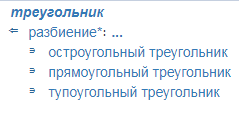 треугольник
⇐ разбиение*: ...
∍ остроугольный треугольник
∍ прямоугольный треугольник
∍ тупоугольный треугольник